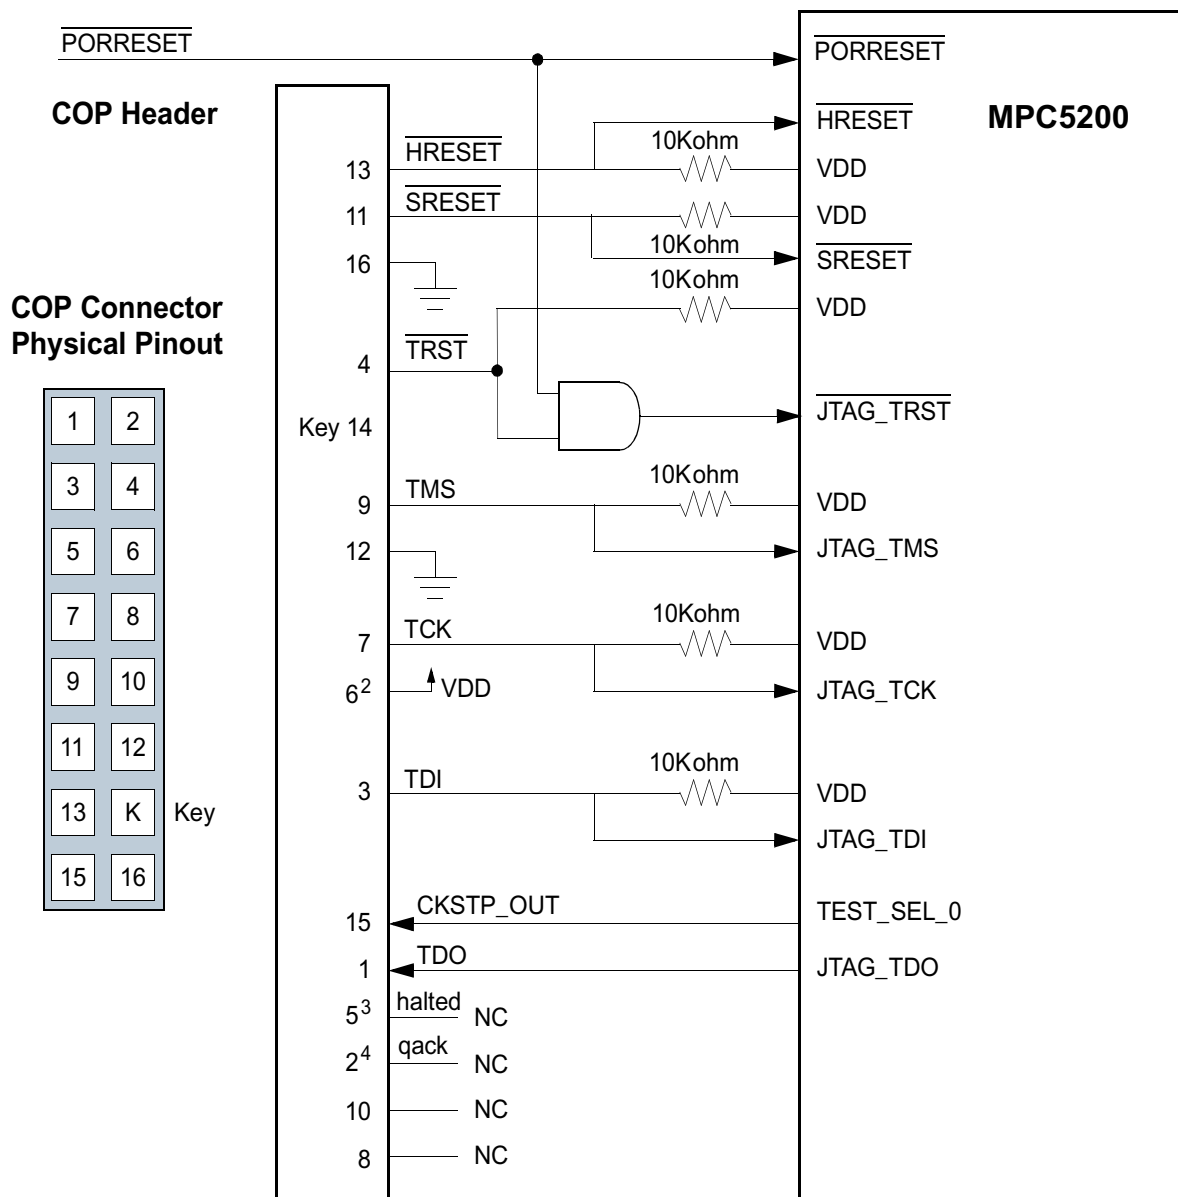 PORRESET
PORRESET
COP Header
HRESET
MPC5200
13 HRESET 10Kohm VDD
11 SRESET VDD
10Kohm
SRESET
16
10Kohm
VDD
COP Connector
Physical Pinout
4 TRST
Key 14
JTAG_TRST
1 2
3 4
5 6
7 8
9 10
11 12
13 K Key
15 16
9 TMS 10Kohm VDD
12
JTAG_TMS
7 TCK 10Kohm VDD
6² VDD
JTAG_TCK
3 TDI 10Kohm VDD
JTAG_TDI
15 CKSTP_OUT TEST_SEL_0
1 TDO JTAG_TDO
5³ halted NC
2⁴ qack NC
10 NC
8 NC